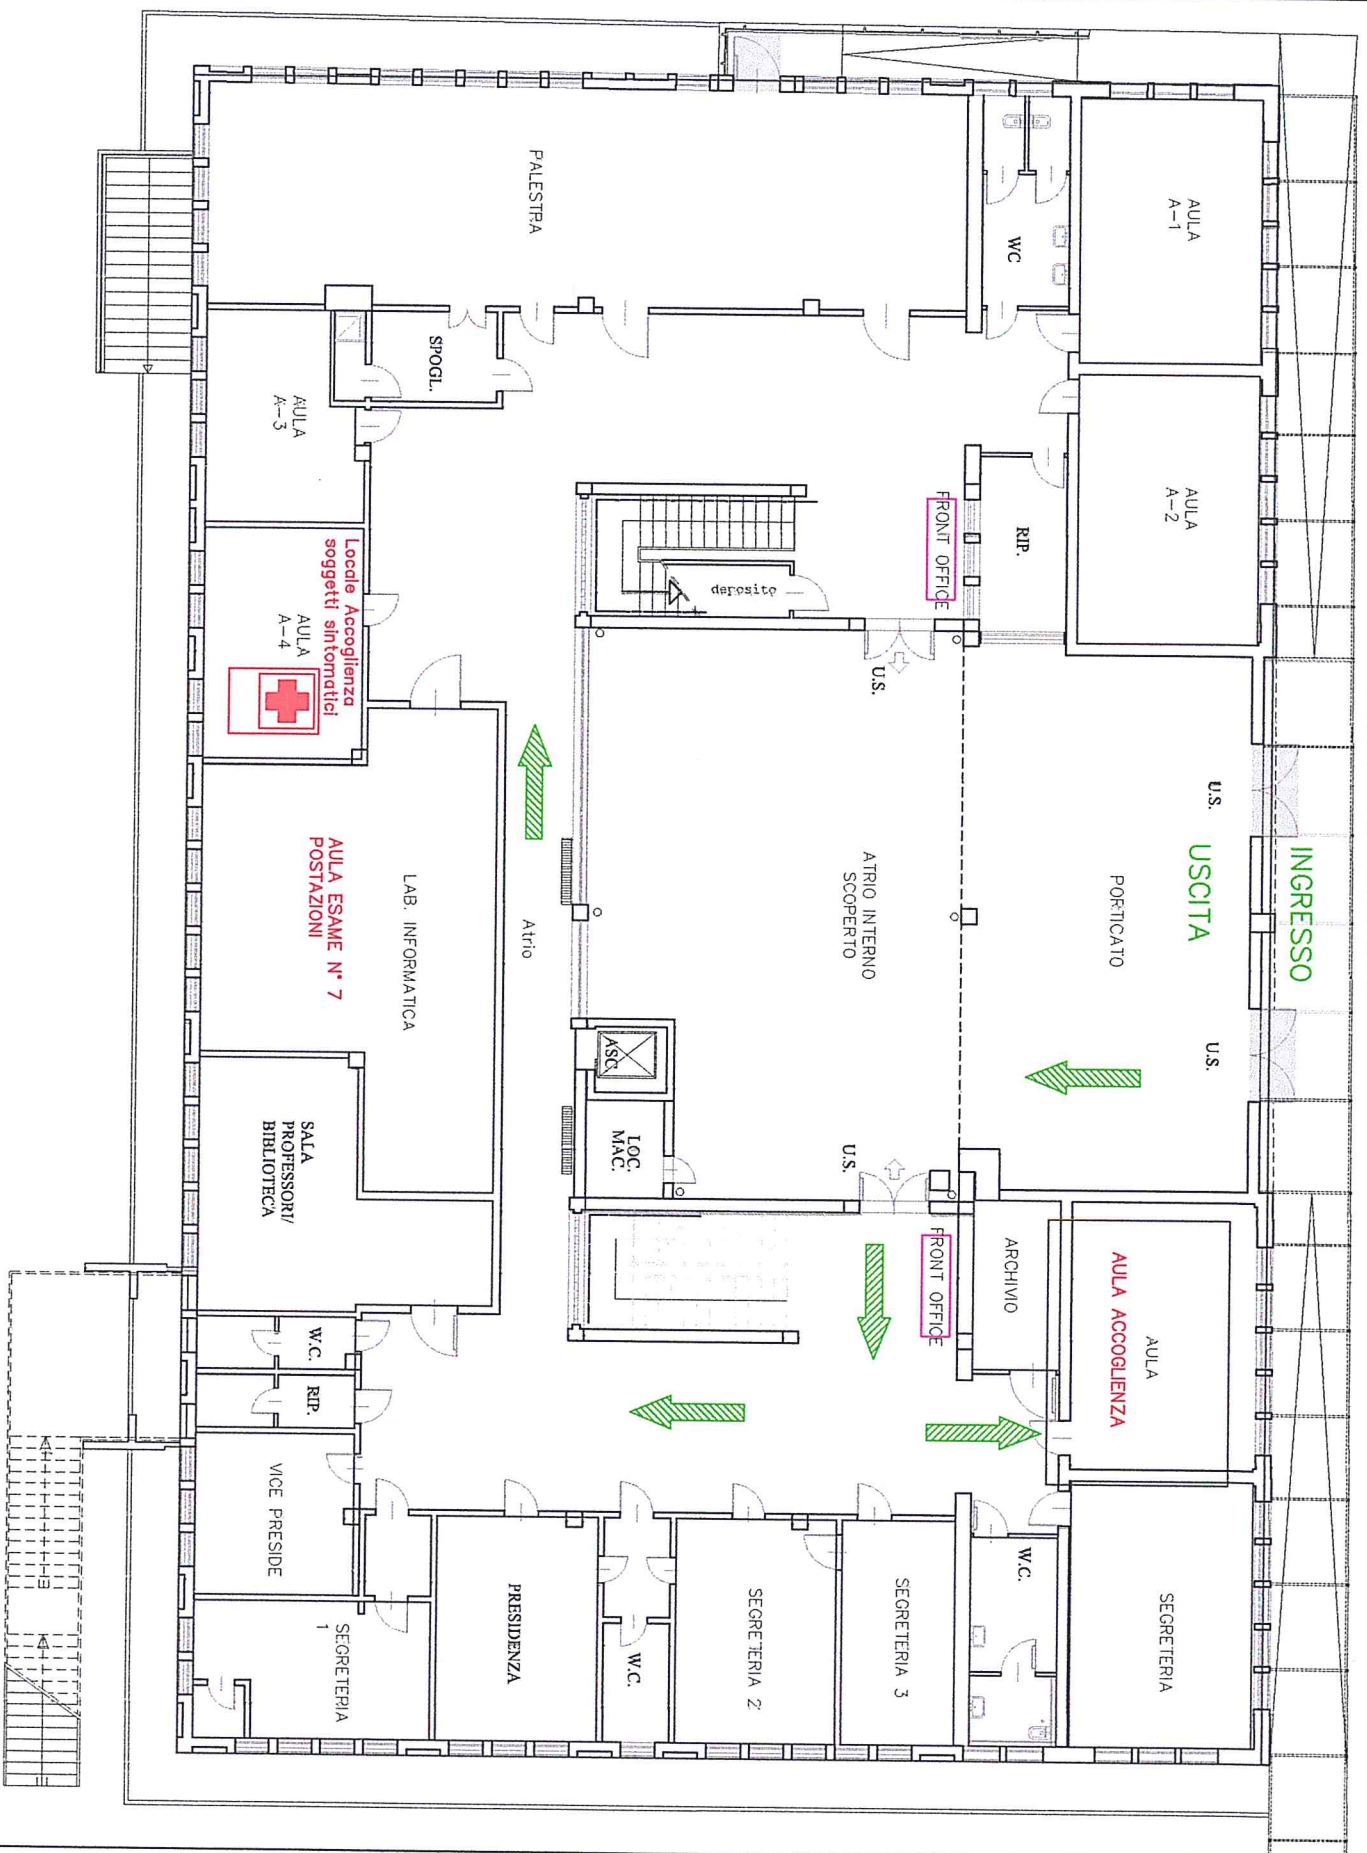 INGRESSO
USCITA
U.S.
U.S.
PORTICATO
AULA
A-1
AULA
A-2
WC
RIP.
FRONT OFFICE
PALESTRA
SPOGL.
deposito
U.S.
ATRIO INTERNO
SCOPERTO
U.S.
FRONT OFFICE
ARCHIVIO
AULA
AULA ACCOGLIENZA
SEGRETERIA
W.C.
SEGRETERIA 3
SEGRETERIA 2
W.C.
PRESIDENZA
SEGRETERIA
1
VICE PRESIDE
RIP.
W.C.
ASC.
LOC.
MAC.
Atrio
LAB. INFORMATICA
AULA ESAME N° 7
POSTAZIONI
SALA
PROFESSORI/
BIBLIOTECA
AULA
A-3
Locale Accoglienza
soggetti sintomatici
AULA
A-4